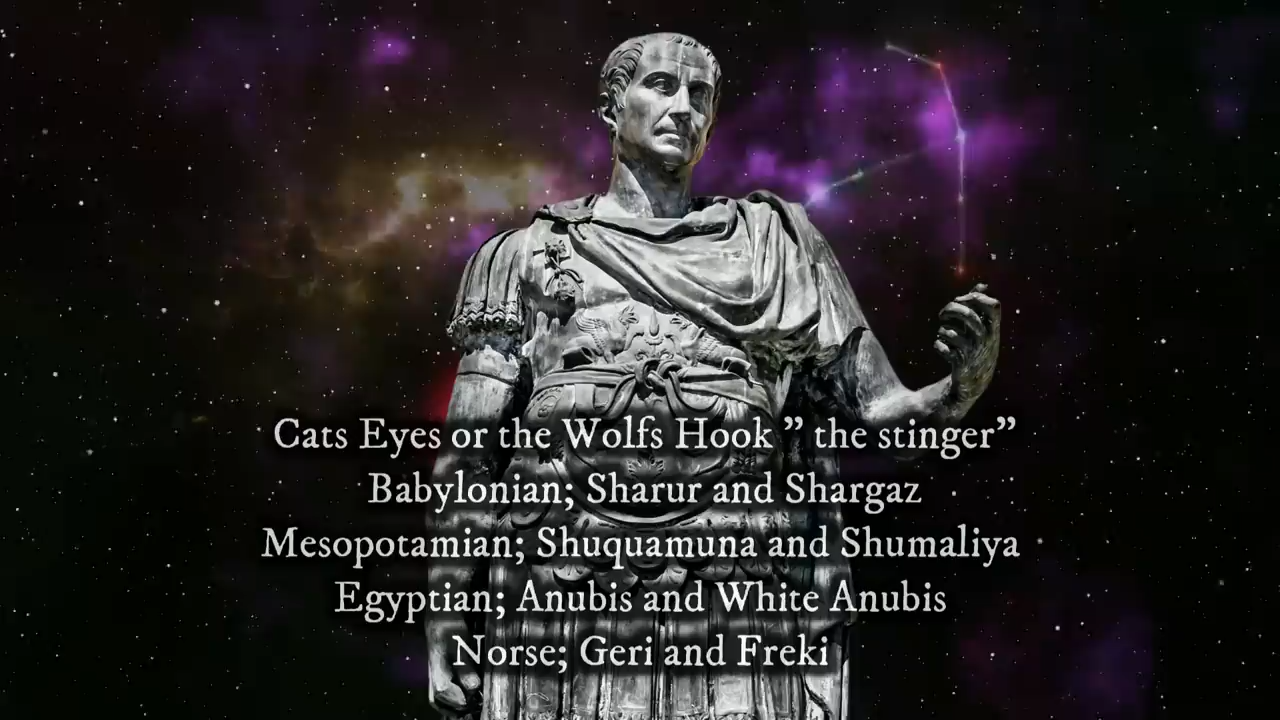 Cats Eyes or the Wolfs Hook ” the stinger”
Babylonian; Sharur and Shargaz
Mesopotamian; Shuquamuna and Shumaliya
Egyptian; Anubis and White Anubis
Norse; Geri and Freki